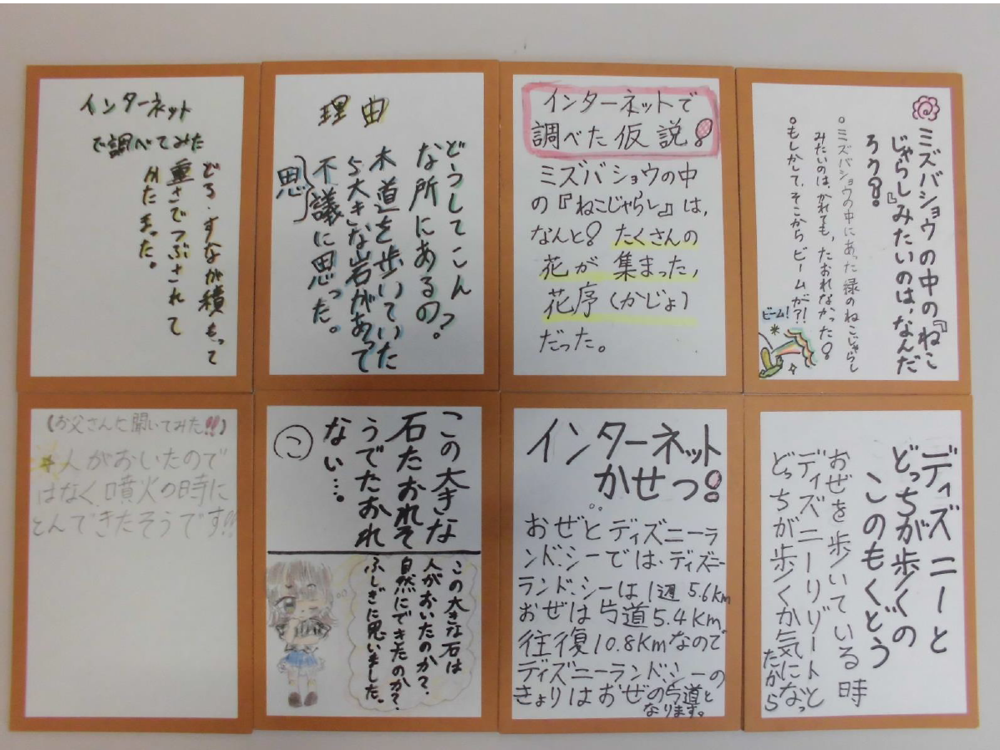 ミズバショウの中の『ねこ
じゃらし』みたいのは、なんだ
ろう?。
。ミズバショウの中にあった緑のねこじゃらし
みたいのは、かれても、たおれなかった!
。もしかして、そこからビームが?!
ビーム!
インターネットで
調べた仮説!
ミズバショウの中
の『ねこじゃらし』は、
なんと!たくさんの
花が集まった,
花序(かじょ)
だった。
理由
どうしてこん
な所にあるの?。
木道を歩いていた
ら大きな岩があって
不議に思った。
思
インターネット
で調べてみた
どろ・すなが積もって
重さでつぶされて
かたまった。
ディズニーと
どっちが歩くの
このもくどう
おぜを歩いている時
ディズニーリゾートと
どっちが歩くか気になっ
たから
インターネット
かせつ!
おぜとディズニーラ
ンド.シーでは、ディズニー
ランド.シーは1週5.6Km
おぜは片道5.4Km
往復10.8Kmなので
ディズニーランド.シーの
きょりはおぜの片道と
なります。
この大きな
石たおれそ
うでたおれ
ない…。
こ
この大きな石は
人がおいたのか?、
自然にできたのか?
ふしぎに思いました。
(お父さんに聞いてみた!!)
人がおいたので
はなく、噴火の時に
とんできたそうです!!